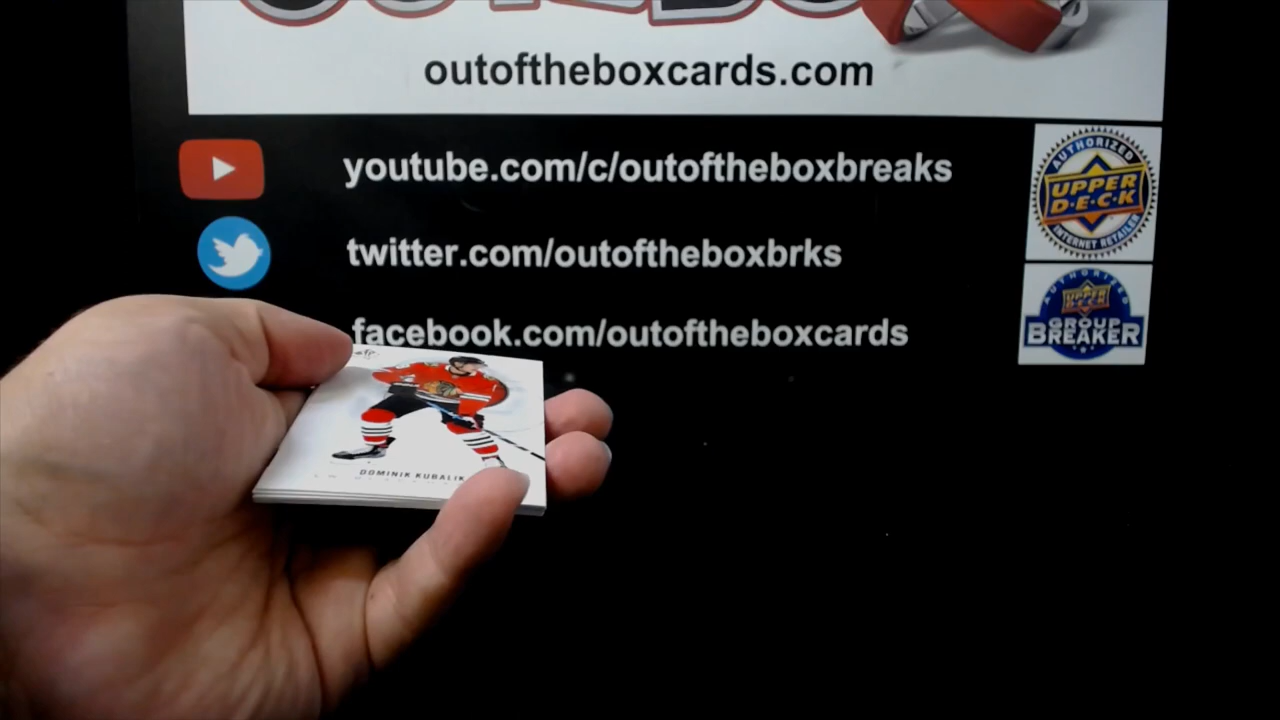 outoftheboxcards.com
youtube.com/c/outoftheboxbreaks
AUTHORIZED
UPPER
D·E·C·K
INTERNET RETAILER
twitter.com/outoftheboxbrks
AUTHORIZED
UPPER
DECK
GROUP
BREAKER
facebook.com/outoftheboxcards
DOMINIK KUBALIK